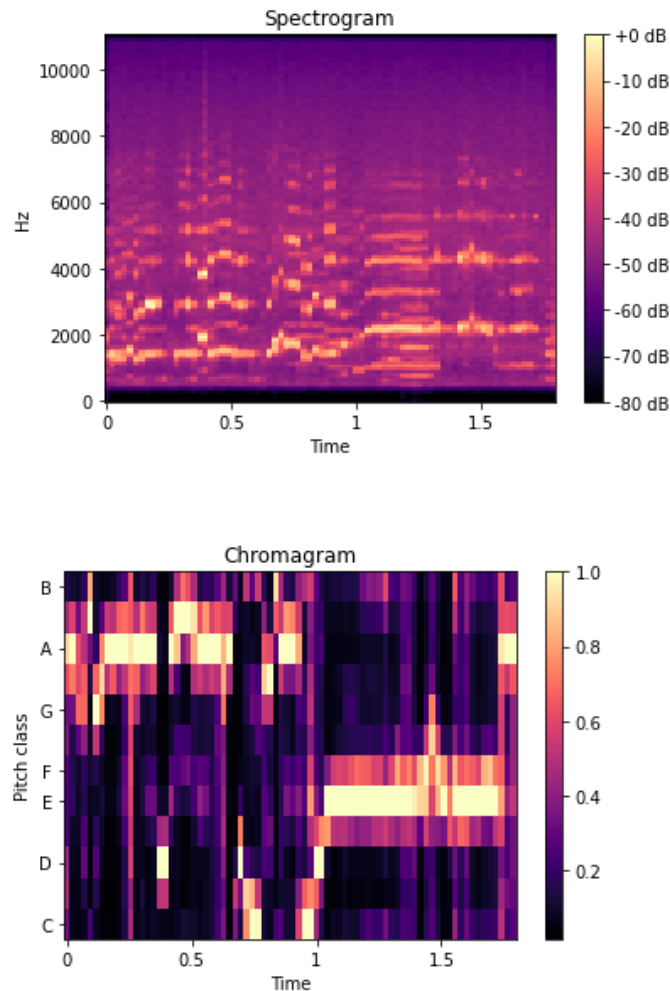 Spectrogram
+0 dB
10000
-10 dB
8000
-20 dB
-30 dB
6000
Hz
-40 dB
4000
-50 dB
-60 dB
2000
-70 dB
0
-80 dB
0 0.5 1 1.5
Time
Chromagram
B
1.0
A
0.8
G
Pitch class
0.6
F
E
0.4
D
0.2
C
0 0.5 1 1.5
Time